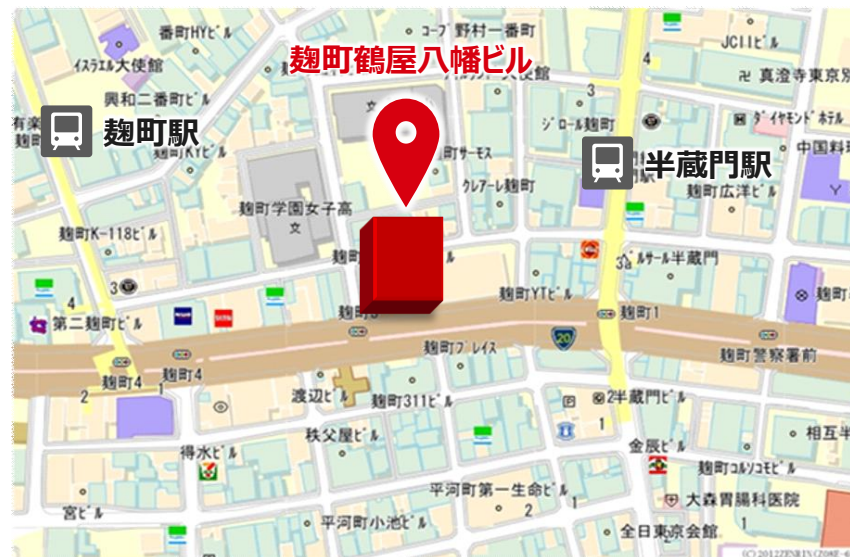 番町HYビル
コープ野村一番町
JCIIビル
イスラエル大使館
麹町鶴屋八幡ビル
大使館
真澄寺東京別
興和二番町ビル
ダイヤモンドホテル
麹町駅
ジロール麹町
中国料理
半蔵門駅
町サーモス
クレアーレ麹町
麹町広洋ビル
麹町学園女子高
文
麹町K-118ビル
ベルサール半蔵門
麹町YTビル
麹町1
第二麹町ビル
麹町プレイス
20
麹町警察署前
麹町4
麹町4
渡辺ビル
麹町311ビル
2半蔵門ビル
秩父屋ビル
相互半
得水ビル
金辰ビル
麹町コルソコモビル
平河町第一生命ビル
大森胃腸科医院
宮ビル
平河町小池ビル
全日東京会館